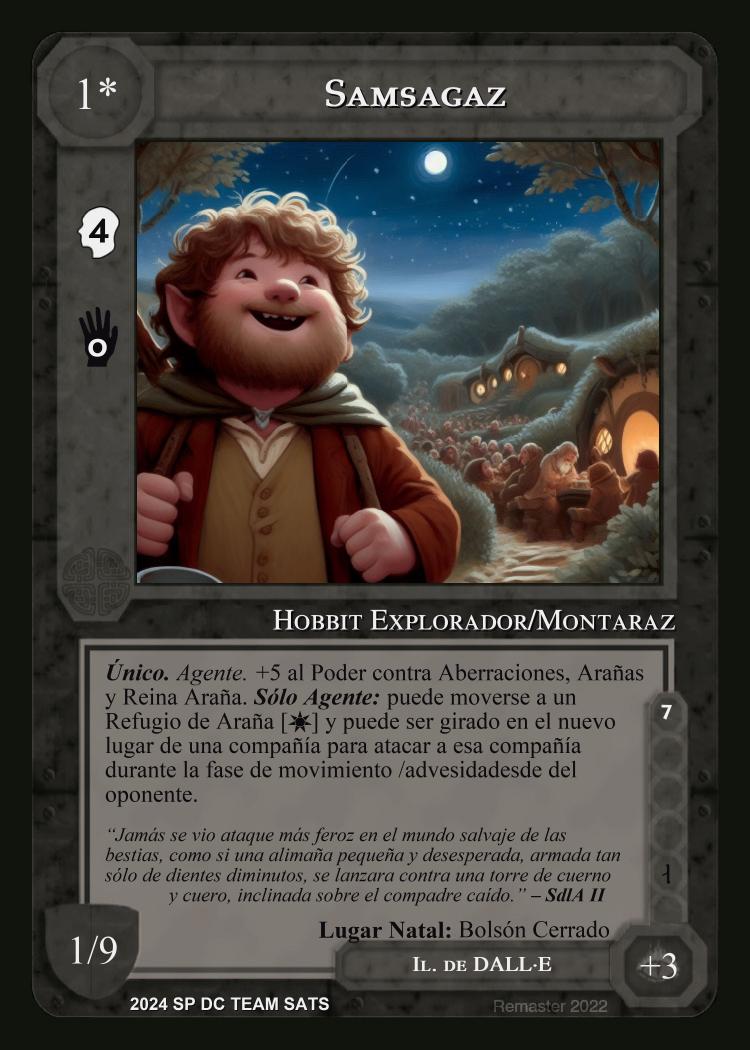 1*
SAMSAGAZ
4
0
HOBBIT EXPLORADOR/MONTARAZ
Único. Agente. +5 al Poder contra Aberraciones, Arañas
y Reina Araña. Sólo Agente: puede moverse a un
Refugio de Araña [☀] y puede ser girado en el nuevo
lugar de una compañía para atacar a esa compañía
durante la fase de movimiento /advesidadesde del
oponente.
7
“Jamás se vio ataque más feroz en el mundo salvaje de las
bestias, como si una alimaña pequeña y desesperada, armada tan
sólo de dientes diminutos, se lanzara contra una torre de cuerno
y cuero, inclinada sobre el compadre caído.” – SdlA II
Lugar Natal: Bolsón Cerrado
1/9
IL. DE DALL·E
+3
2024 SP DC TEAM SATS
Remaster 2022